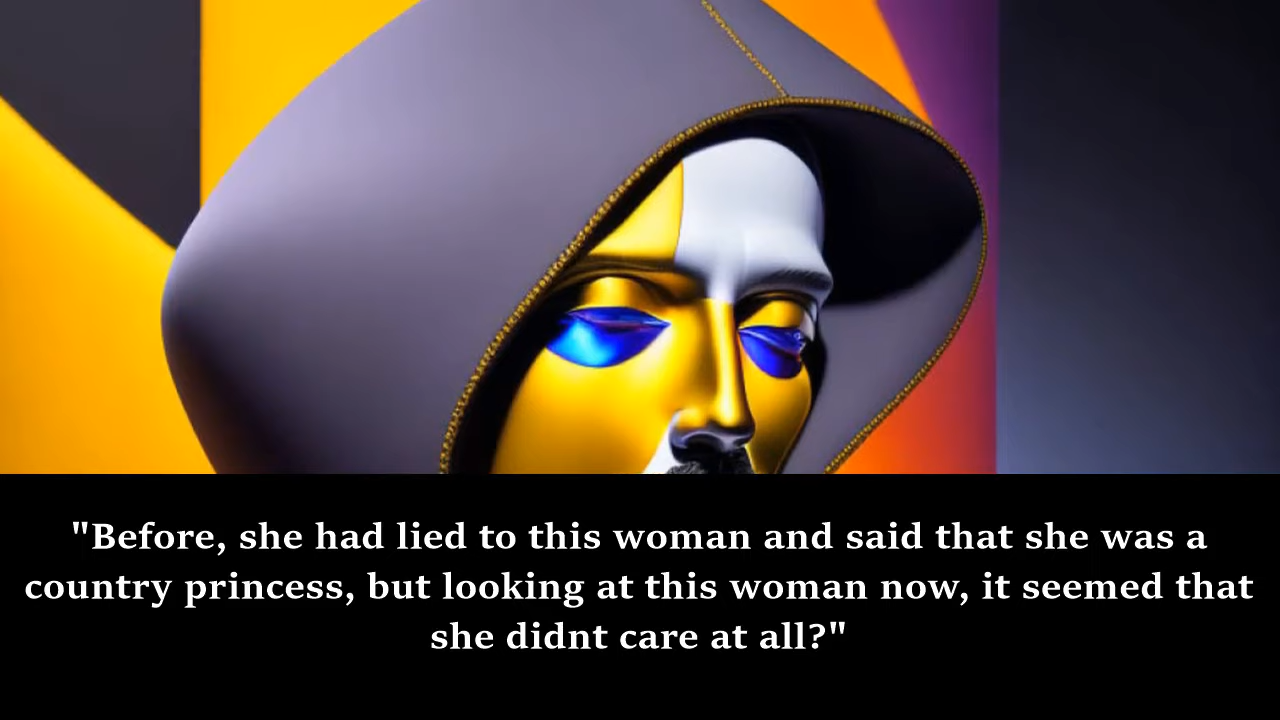 "Before, she had lied to this woman and said that she was a
country princess, but looking at this woman now, it seemed that
she didnt care at all?"